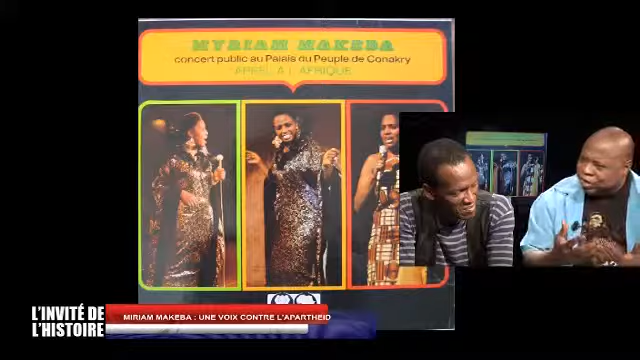 MYRIAM MAKEBA
concert public au Palais du Peuple de Conakry
APPEL A L'AFRIQUE
L'INVITÉ DE
L'HISTOIRE
MIRIAM MAKEBA : UNE VOIX CONTRE L'APARTHEID